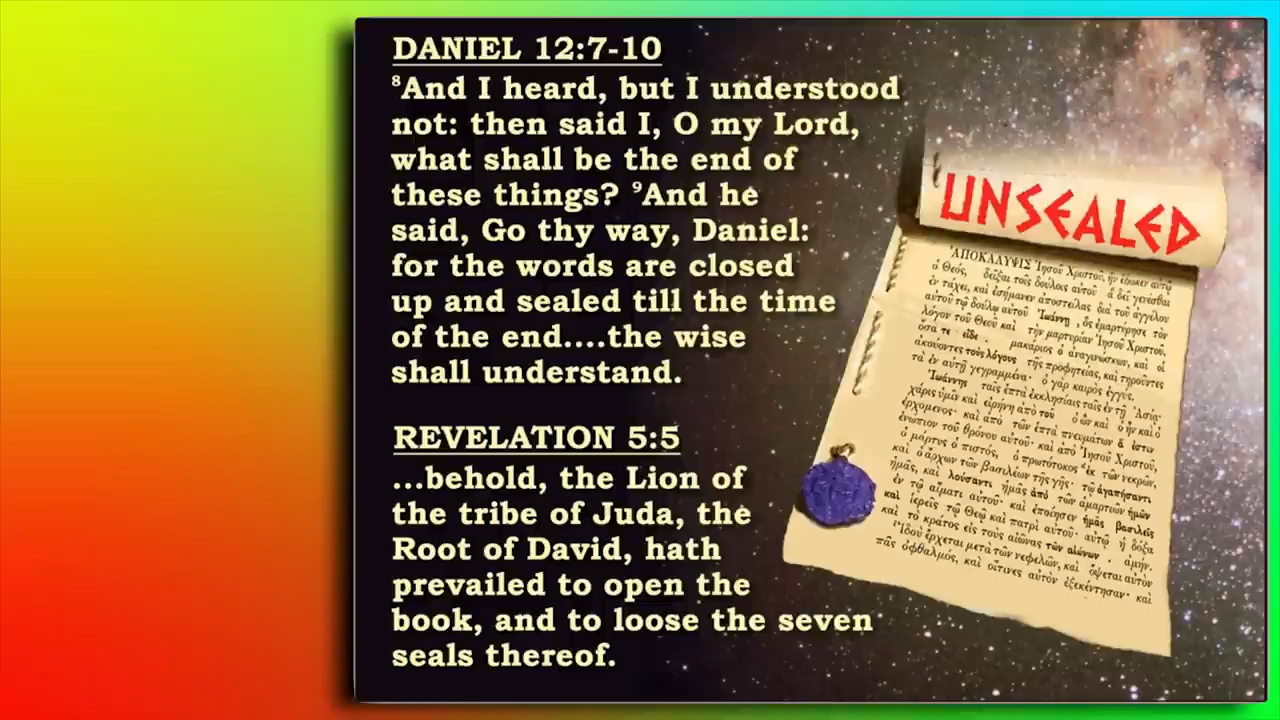 DANIEL 12:7-10
⁸And I heard, but I understood
not: then said I, O my Lord,
what shall be the end of
these things? ⁹And he
said, Go thy way, Daniel:
for the words are closed
up and sealed till the time
of the end....the wise
shall understand.
REVELATION 5:5
...behold, the Lion of
the tribe of Juda, the
Root of David, hath
prevailed to open the
book, and to loose the seven
seals thereof.
UNSEALED
ἈΠΟΚΑΛΥΨΙΣ Ἰησοῦ Χριστοῦ, ἣν ἔδωκεν αὐτῷ
ὁ Θεός, δεῖξαι τοῖς δούλοις αὐτοῦ ἃ δεῖ γενέσθαι
ἐν τάχει, καὶ ἐσήμανεν ἀποστείλας διὰ τοῦ ἀγγέλου
αὐτοῦ τῷ δούλῳ αὐτοῦ Ἰωάννῃ, ὃς ἐμαρτύρησε τὸν
λόγον τοῦ Θεοῦ καὶ τὴν μαρτυρίαν Ἰησοῦ Χριστοῦ,
ὅσα τε εἶδε. μακάριος ὁ ἀναγινώσκων, καὶ οἱ
ἀκούοντες τοὺς λόγους τῆς προφητείας, καὶ τηροῦντες
τὰ ἐν αὐτῇ γεγραμμένα· ὁ γὰρ καιρὸς ἐγγύς.
Ἰωάννης ταῖς ἑπτὰ ἐκκλησίαις ταῖς ἐν τῇ Ἀσίᾳ·
χάρις ὑμῖν καὶ εἰρήνη ἀπὸ τοῦ ὁ ὢν καὶ ὁ ἦν καὶ ὁ
ἐρχόμενος· καὶ ἀπὸ τῶν ἑπτὰ πνευμάτων ἅ ἐστιν
ἐνώπιον τοῦ θρόνου αὐτοῦ· καὶ ἀπὸ Ἰησοῦ Χριστοῦ,
ὁ μάρτυς ὁ πιστός, ὁ πρωτότοκος ἐκ τῶν νεκρῶν,
καὶ ὁ ἄρχων τῶν βασιλέων τῆς γῆς· τῷ ἀγαπήσαντι
ἡμᾶς, καὶ λούσαντι ἡμᾶς ἀπὸ τῶν ἁμαρτιῶν ἡμῶν
ἐν τῷ αἵματι αὐτοῦ· καὶ ἐποίησεν ἡμᾶς βασιλεῖς
καὶ ἱερεῖς τῷ Θεῷ καὶ πατρὶ αὐτοῦ· αὐτῷ ἡ δόξα
καὶ τὸ κράτος εἰς τοὺς αἰῶνας τῶν αἰώνων. ἀμήν.
Ἰδοὺ ἔρχεται μετὰ τῶν νεφελῶν, καὶ ὄψεται αὐτὸν
πᾶς ὀφθαλμός, καὶ οἵτινες αὐτὸν ἐξεκέντησαν· καὶ